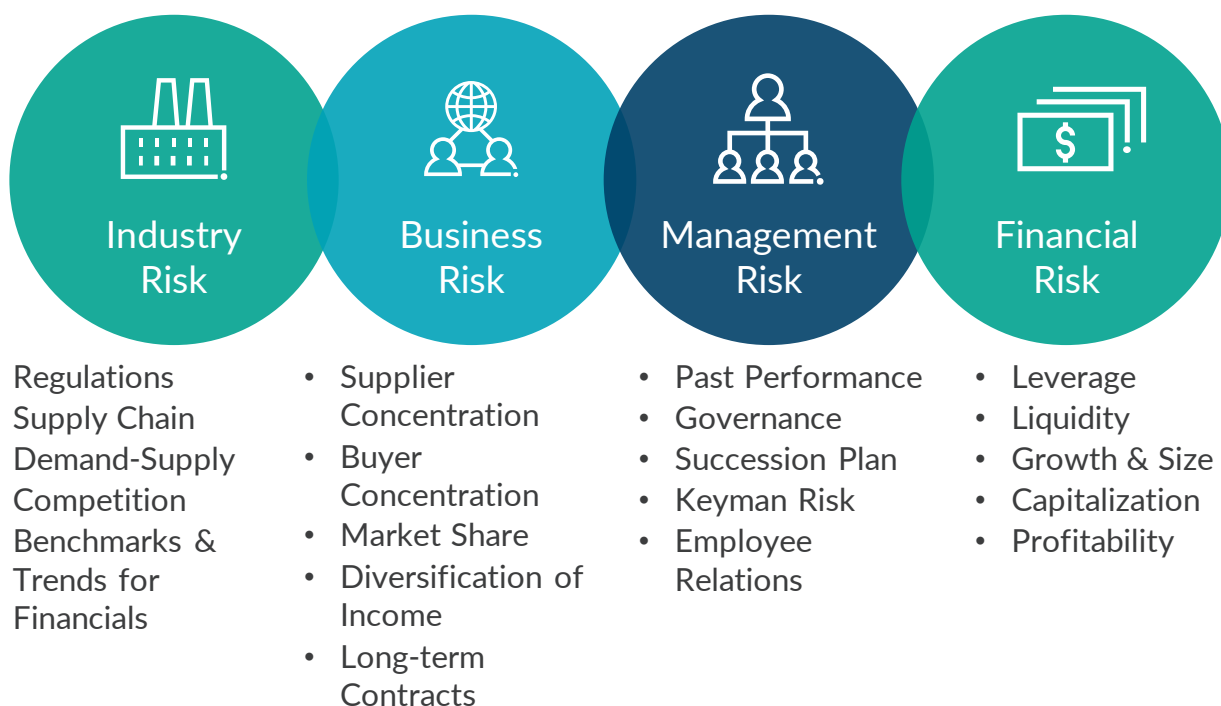 Industry
Risk
Business
Risk
Management
Risk
$
Financial
Risk
Regulations
Supply Chain
Demand-Supply
Competition
Benchmarks &
Trends for
Financials
• Supplier
Concentration
• Buyer
Concentration
• Market Share
• Diversification of
Income
• Long-term
Contracts
• Past Performance
• Governance
• Succession Plan
• Keyman Risk
• Employee
Relations
• Leverage
• Liquidity
• Growth & Size
• Capitalization
• Profitability